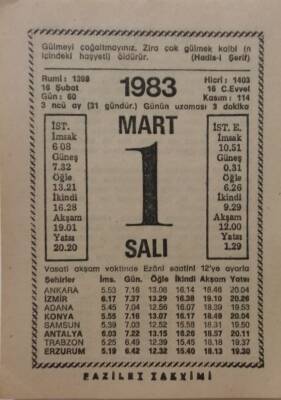 Gülmeyi çoğaltmayınız. Zira çok gülmek kalbi (n
içindeki haşyeti) öldürür. (Hadis-i Şerif)
Rumi: 1398
16 Şubat
Gün: 60
1983
Hicri: 1403
16 C.Evvel
Kasım: 114
3 ncü ay (31 gündür.) Günün uzaması 3 dakika
İST.
İmsak
6 08
Güneş
7.32
Öğle
13.21
İkindi
16.28
Akşam
19.01
Yatsı
20.20
MART
1
SALI
İST. E.
İmsak
10.51
Güneş
0.31
Öğle
6.26
İkindi
9.29
Akşam
12.00
Yatsı
1.29
Vasati akşam vaktinde Ezânî saatini 12'ye ayarla
Şehirler İms. Gün. Öğle İkindi Akşam Yatsı
ANKARA 5.53 7.16 13.08 16.14 18.46 20.04
İZMİR 6.17 7.37 13.29 16.38 19.10 20.26
ADANA 5.45 7.04 12.56 16.07 18.39 19.53
KONYA 5.55 7.16 13.07 16.17 18.49 20.04
SAMSUN 5.39 7.03 12.52 15.58 18.31 19.50
ANTALYA 6.03 7.22 13.15 16.26 18.57 20.11
TRABZON 5.25 6.49 12.39 15.45 18.18 19.37
ERZURUM 5.19 6.42 12.32 15.40 18.13 19.30
FAZİLET TAKVİMİ